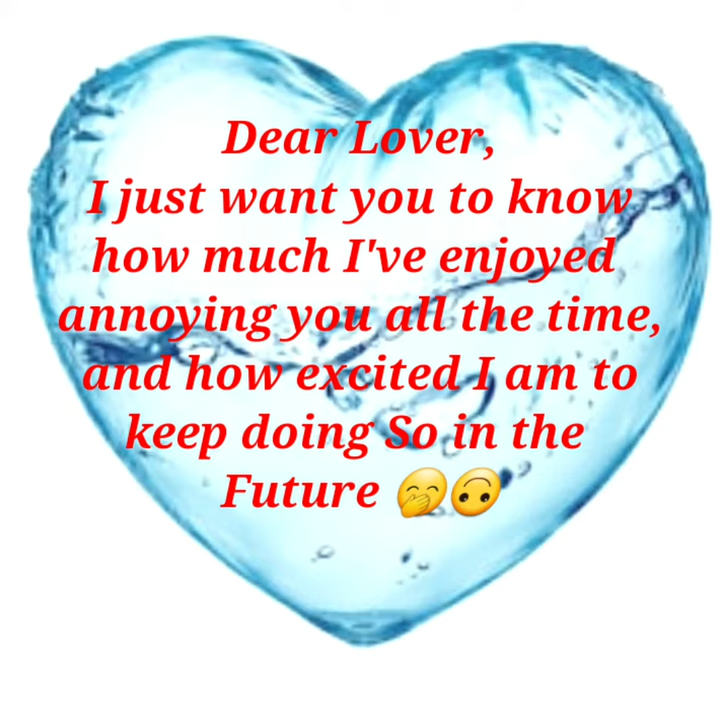 Dear Lover,
I just want you to know
how much I've enjoyed
annoying you all the time,
and how excited I am to
keep doing So in the
Future 🤭🙃